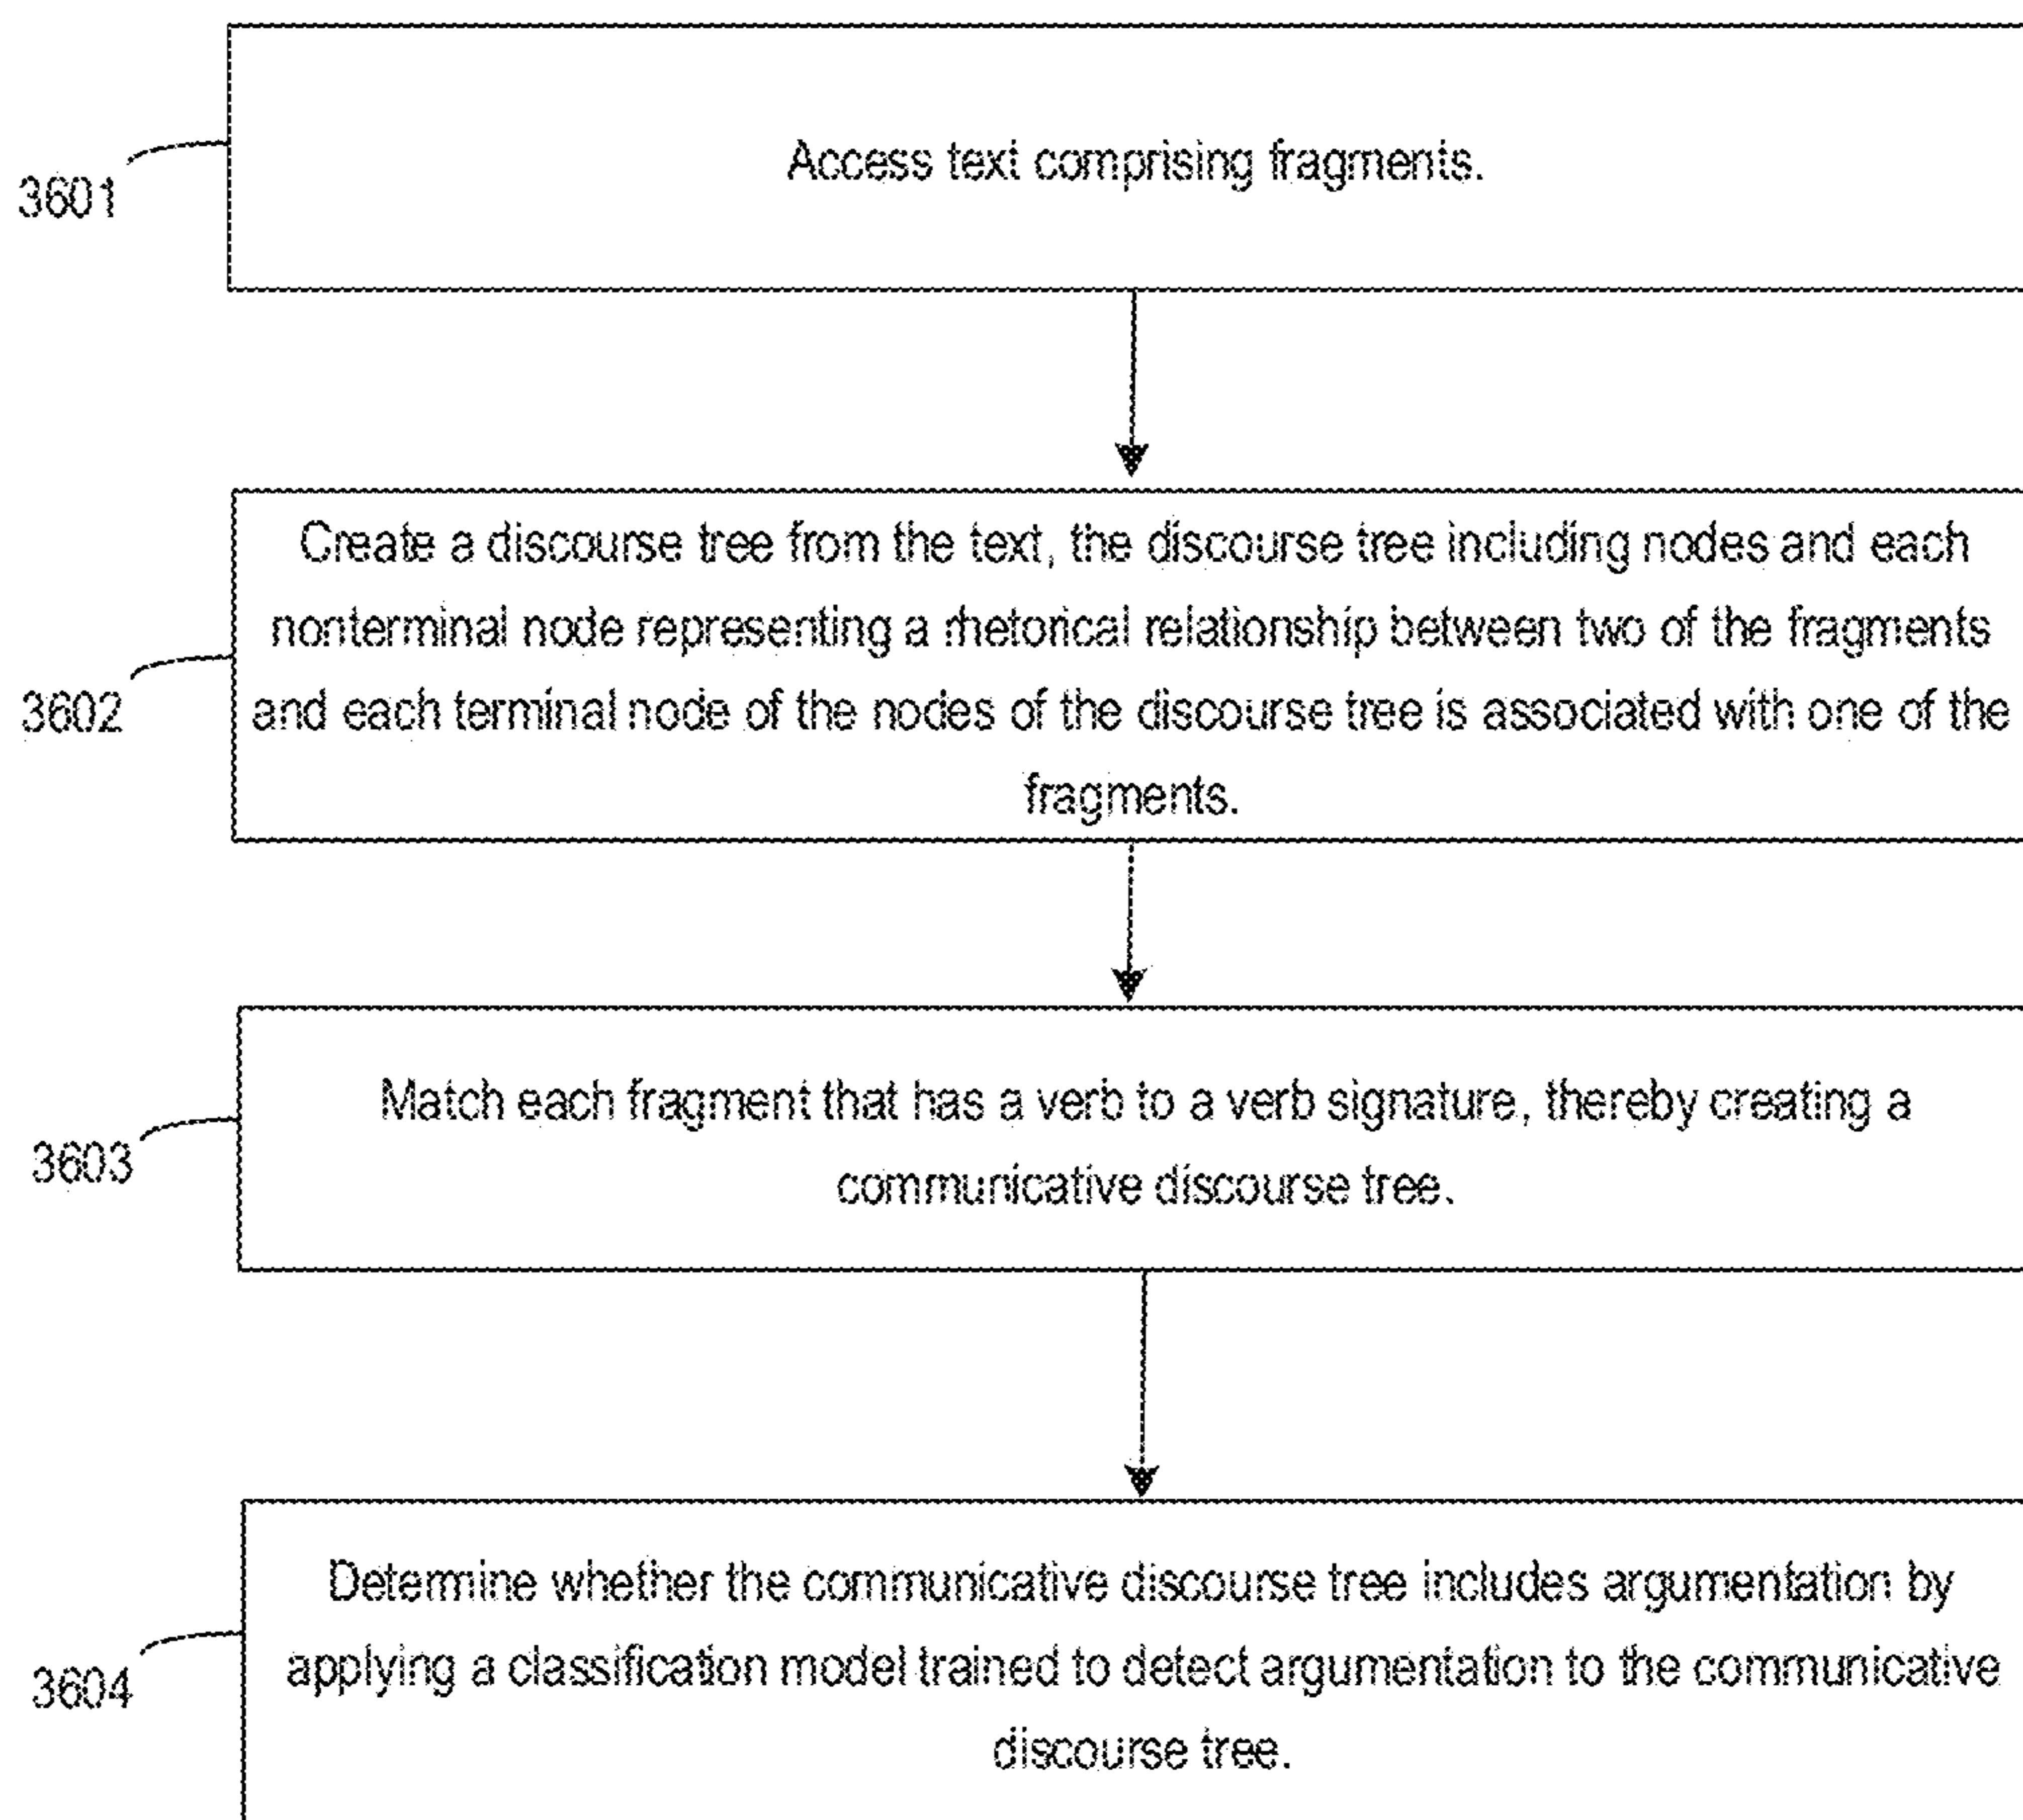 Access text comprising fragments.
3601
Create a discourse tree from the text, the discourse tree including nodes and each
nonterminal node representing a rhetorical relationship between two of the fragments
and each terminal node of the nodes of the discourse tree is associated with one of the
fragments.
3602
Match each fragment that has a verb to a verb signature, thereby creating a
communicative discourse tree.
3603
Determine whether the communicative discourse tree includes argumentation by
applying a classification model trained to detect argumentation to the communicative
discourse tree.
3604